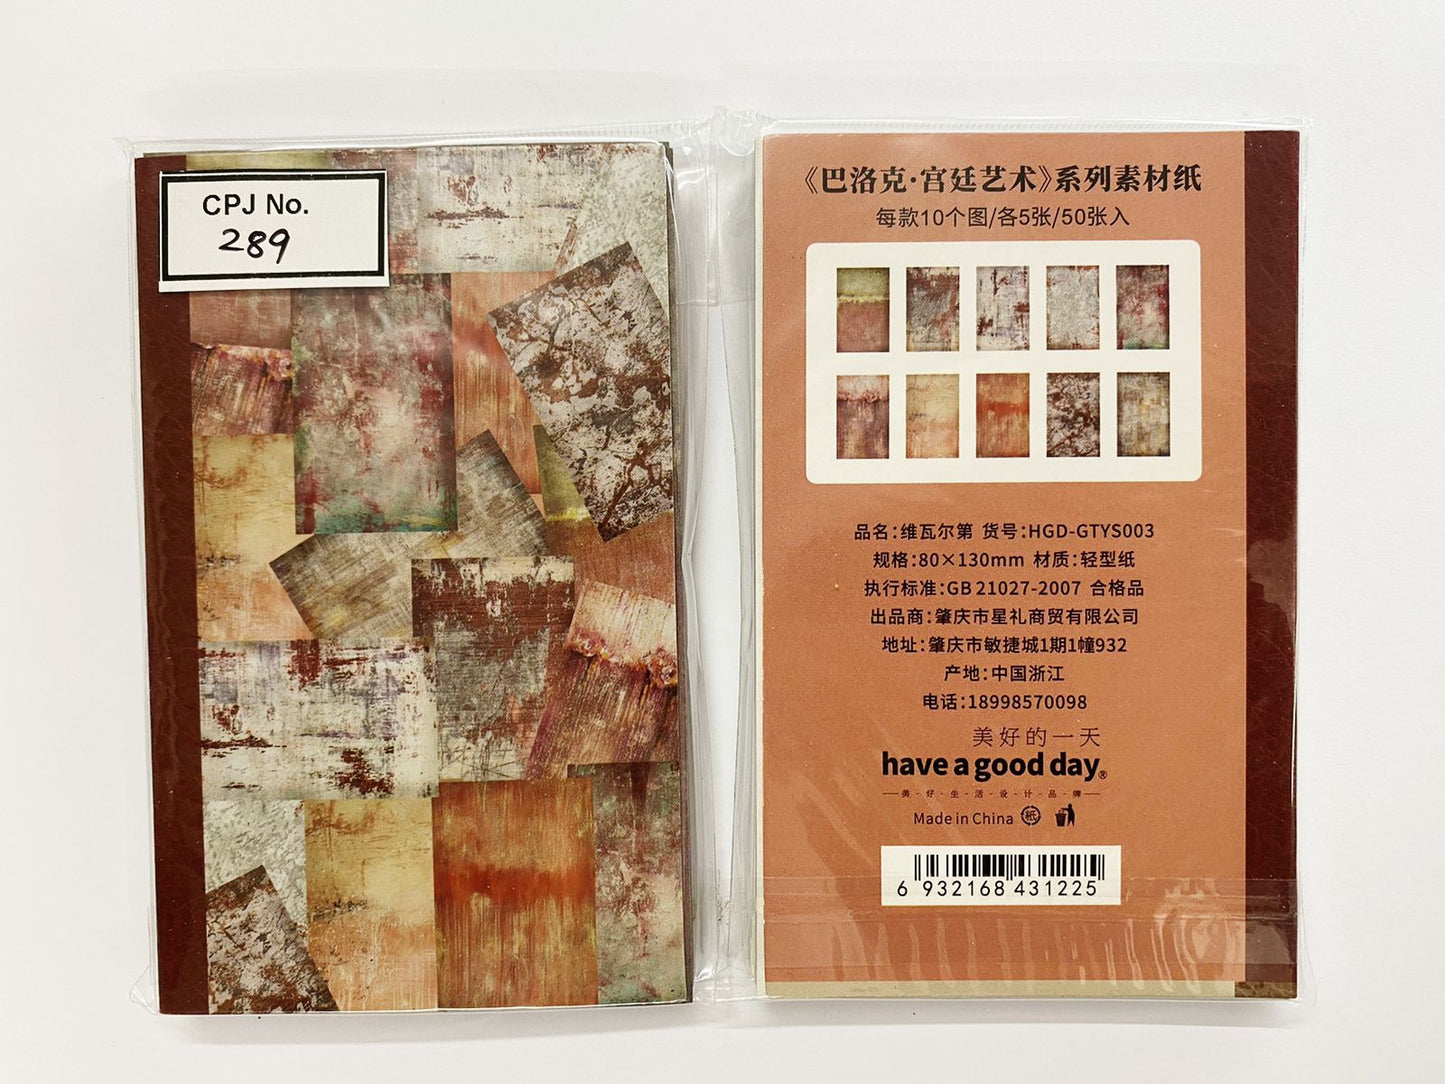 CPJ No.
289
《巴洛克·宫廷艺术》系列素材纸
每款10个图/各5张/50张入
品名:维瓦尔第 货号:HGD-GTYS003
规格:80×130mm 材质:轻型纸
执行标准:GB 21027-2007 合格品
出品商:肇庆市星礼商贸有限公司
地址:肇庆市敏捷城1期1幢932
产地:中国浙江
电话:18998570098
美好的一天
have a good day®
美·好·生·活·设·计·品·牌
Made in China 紙
6 932168 431225